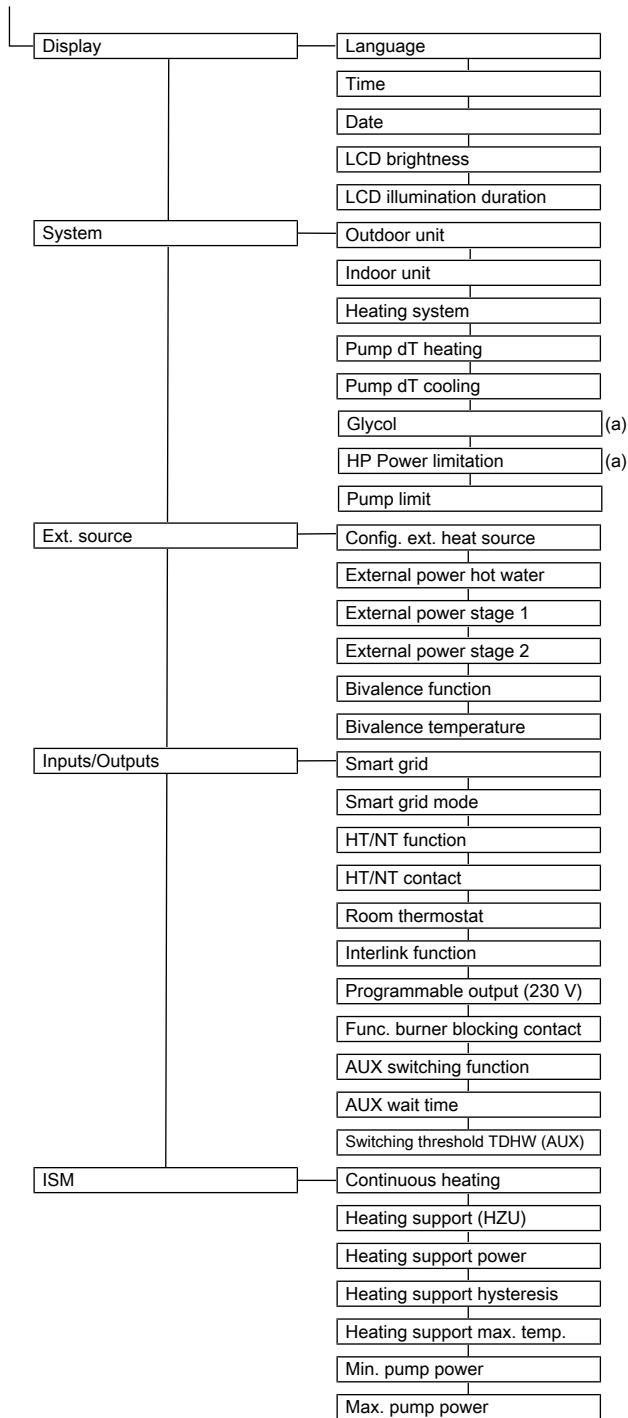 Display
Language
Time
Date
LCD brightness
LCD illumination duration
System
Outdoor unit
Indoor unit
Heating system
Pump dT heating
Pump dT cooling
Glycol (a)
HP Power limitation (a)
Pump limit
Ext. source
Config. ext. heat source
External power hot water
External power stage 1
External power stage 2
Bivalence function
Bivalence temperature
Inputs/Outputs
Smart grid
Smart grid mode
HT/NT function
HT/NT contact
Room thermostat
Interlink function
Programmable output (230 V)
Func. burner blocking contact
AUX switching function
AUX wait time
Switching threshold TDHW (AUX)
ISM
Continuous heating
Heating support (HZU)
Heating support power
Heating support hysteresis
Heating support max. temp.
Min. pump power
Max. pump power